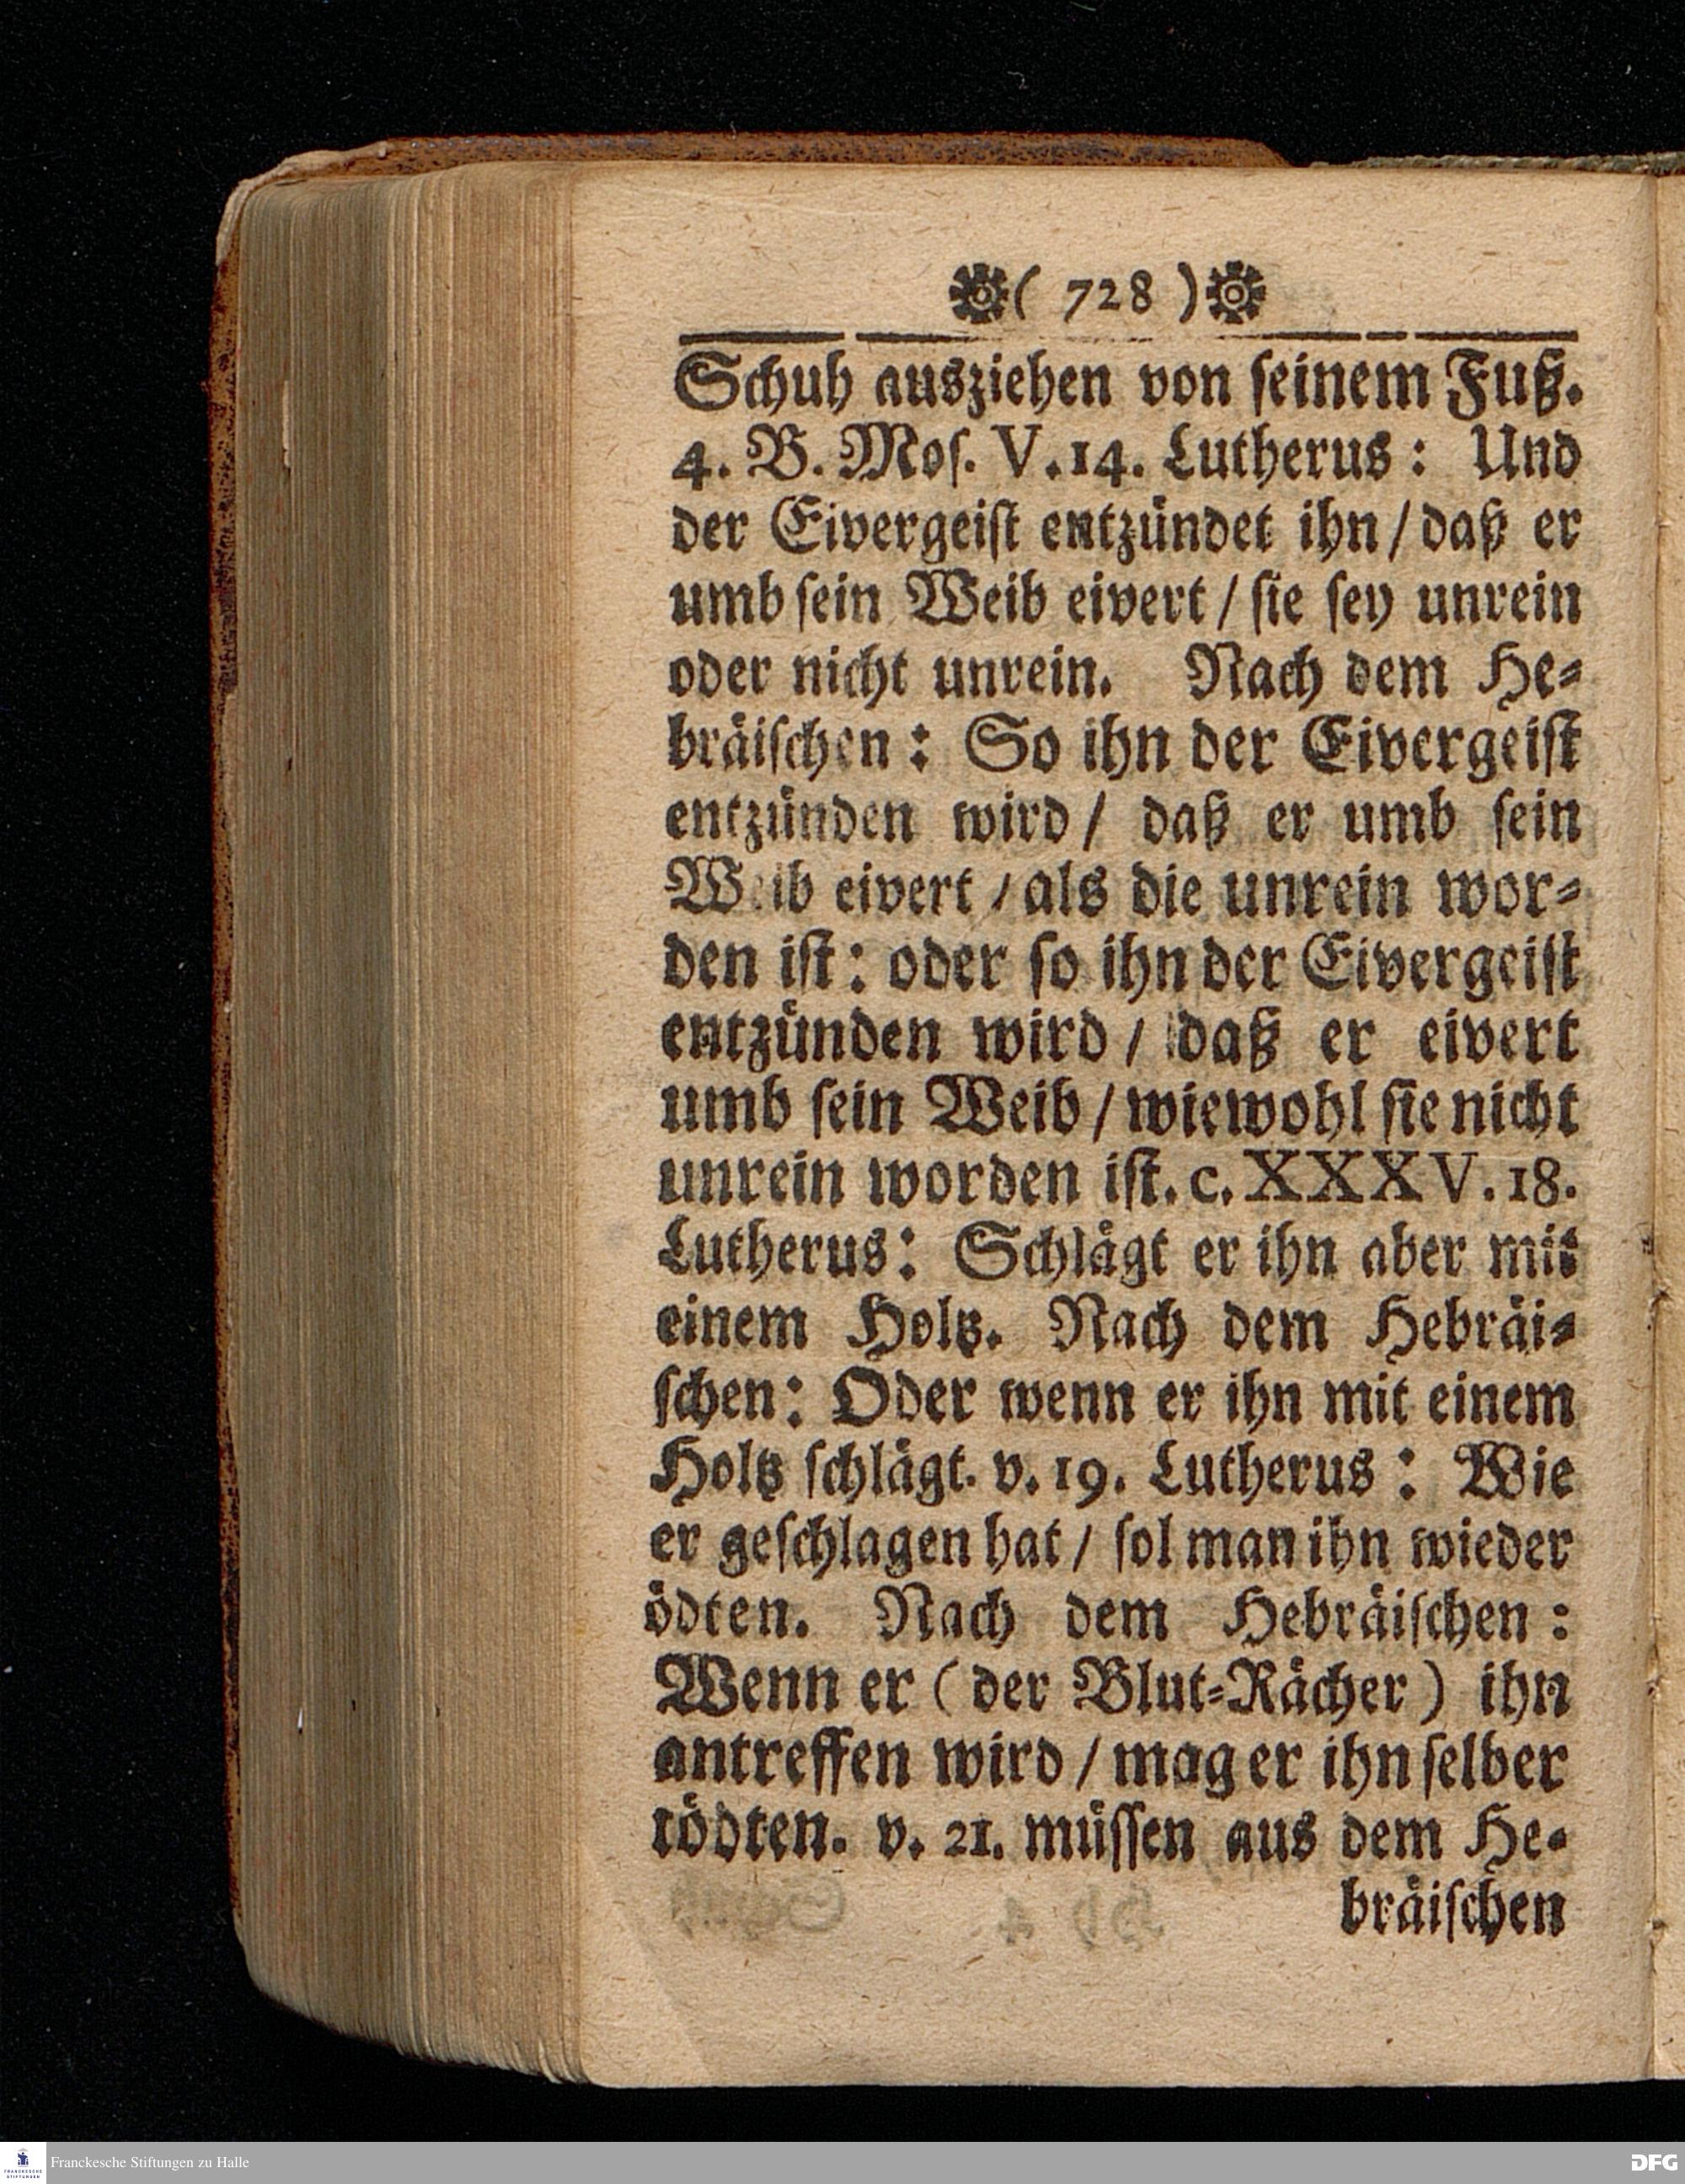 ( 728 )
Schuh ausziehen von ſeinem Fuß.
4. B. Moſ. V. 14. Lutherus: Und
der Eivergeiſt entzündet ihn / daß er
umb ſein Weib eivert / ſie ſey unrein
oder nicht unrein. Nach dem He-
bräiſchen: So ihn der Eivergeiſt
entzünden wird / daß er umb ſein
Weib eivert / als die unrein wor-
den iſt: oder ſo ihn der Eivergeiſt
entzünden wird / daß er eivert
umb ſein Weib / wiewohl ſie nicht
unrein worden iſt. c. XXXV. 18.
Lutherus: Schlägt er ihn aber mit
einem Holtz. Nach dem Hebräi-
ſchen: Oder wenn er ihn mit einem
Holtz ſchlägt. v. 19. Lutherus: Wie
er geſchlagen hat / ſol man ihn wieder
ödten. Nach dem Hebräiſchen:
Wenn er ( der Blut-Rächer ) ihn
antreffen wird / mag er ihn ſelber
tödten. v. 21. müſſen aus dem He-
bräiſchen
FRANCKESCHE STIFTUNGEN
Franckesche Stiftungen zu Halle
DFG